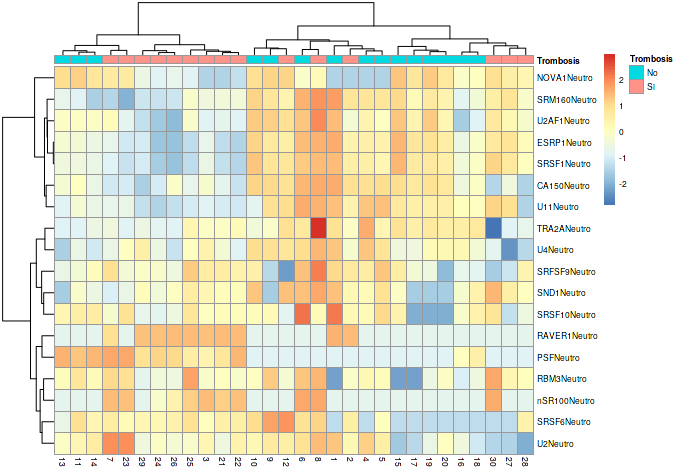 Trombosis
NOVA1Neutro
SRM160Neutro
U2AF1Neutro
ESRP1Neutro
SRSF1Neutro
CA150Neutro
U11Neutro
TRA2ANeutro
U4Neutro
SRFSF9Neutro
SND1Neutro
SRSF10Neutro
RAVER1Neutro
PSFNeutro
RBM3Neutro
nSR100Neutro
SRSF6Neutro
U2Neutro
13 11 14 7 23 29 24 26 25 3 21 22 10 9 12 6 8 1 2 4 5 15 17 19 20 16 18 30 27 28
2
1
0
-1
-2
Trombosis
No
SI